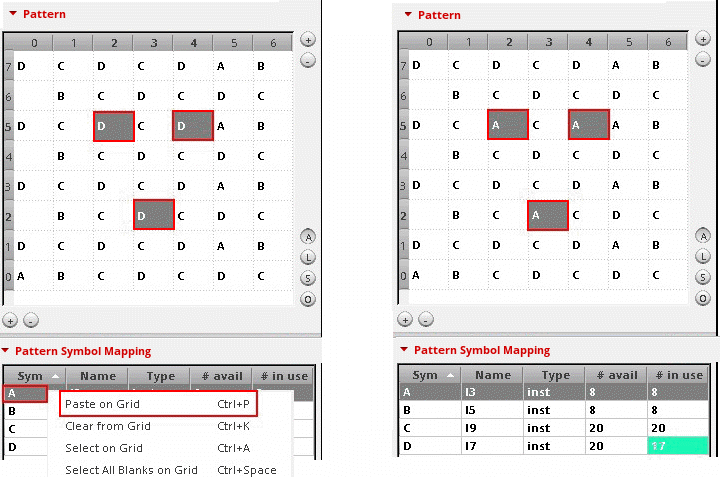 Pattern
0 1 2 3 4 5 6
7 D C D C D A B
6 B C D C D C
5 D C D C D A B
4 B C D C D C
3 D C D C D A B
2 B C D C D C
1 D C D C D A B
0 A B C D C D C
+
-
A
L
S
O
+ -
Pattern Symbol Mapping
Sym Name Type # avail # in use
A
B
C
D
Paste on Grid Ctrl+P
Clear from Grid Ctrl+K
Select on Grid Ctrl+A
Select All Blanks on Grid Ctrl+Space
Pattern
0 1 2 3 4 5 6
7 D C D C D A B
6 B C D C D C
5 D C A C A A B
4 B C D C D C
3 D C D C D A B
2 B C A C D C
1 D C D C D A B
0 A B C D C D C
+
-
A
L
S
O
+ -
Pattern Symbol Mapping
Sym Name Type # avail # in use
A I3 inst 8 8
B I5 inst 8 8
C I9 inst 20 20
D I7 inst 20 17